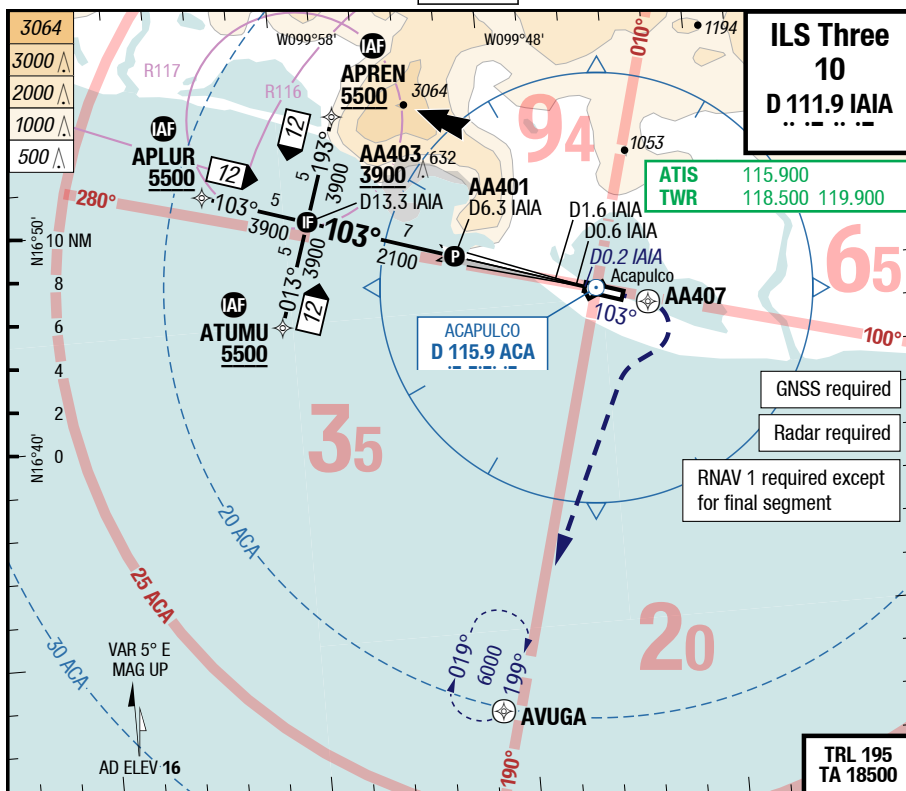 3064
3000
2000
1000
500
W099°58'
W099°48'
010°
1194
ILS Three
10
D 111.9 IAIA
R117
R116
IAF
APREN
5500
3064
94
1053
ATIS 115.900
TWR 118.500 119.900
IAF
APLUR
5500
12
12
193°
3900
5
AA403
3900
632
D13.3 IAIA
AA401
D6.3 IAIA
D1.6 IAIA
D0.6 IAIA
D0.2 IAIA
Acapulco
65
280°
103°
5
3900
IF
103°
7
2100
P
N16°50'
10 NM
8
6
4
2
0
N16°40'
5
013°
3900
12
IAF
ATUMU
5500
103°
AA407
100°
ACAPULCO
D 115.9 ACA
35
GNSS required
Radar required
RNAV 1 required except
for final segment
20 ACA
25 ACA
30 ACA
20
VAR 5° E
MAG UP
AD ELEV 16
019°
6000
199°
AVUGA
190°
TRL 195
TA 18500